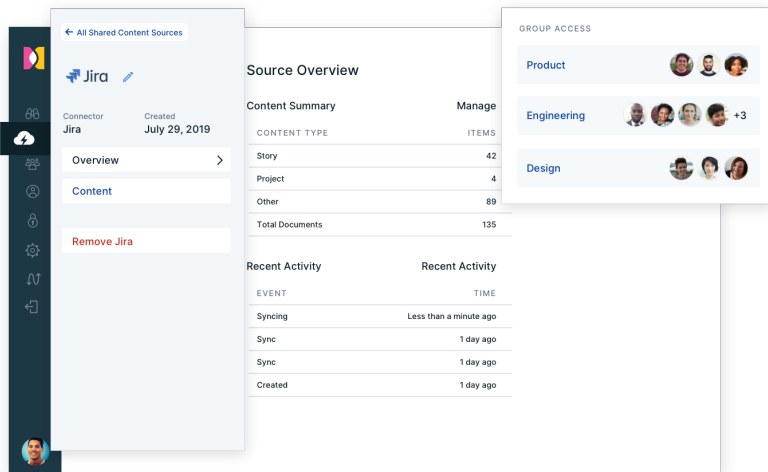 ← All Shared Content Sources
Jira
Connector Created
Jira July 29, 2019
Overview
Content
Remove Jira
Source Overview
Content Summary Manage
CONTENT TYPE ITEMS
Story 42
Project 4
Other 89
Total Documents 135
Recent Activity Recent Activity
EVENT TIME
Syncing Less than a minute ago
Sync 1 day ago
Sync 1 day ago
Created 1 day ago
GROUP ACCESS
Product
Engineering +3
Design